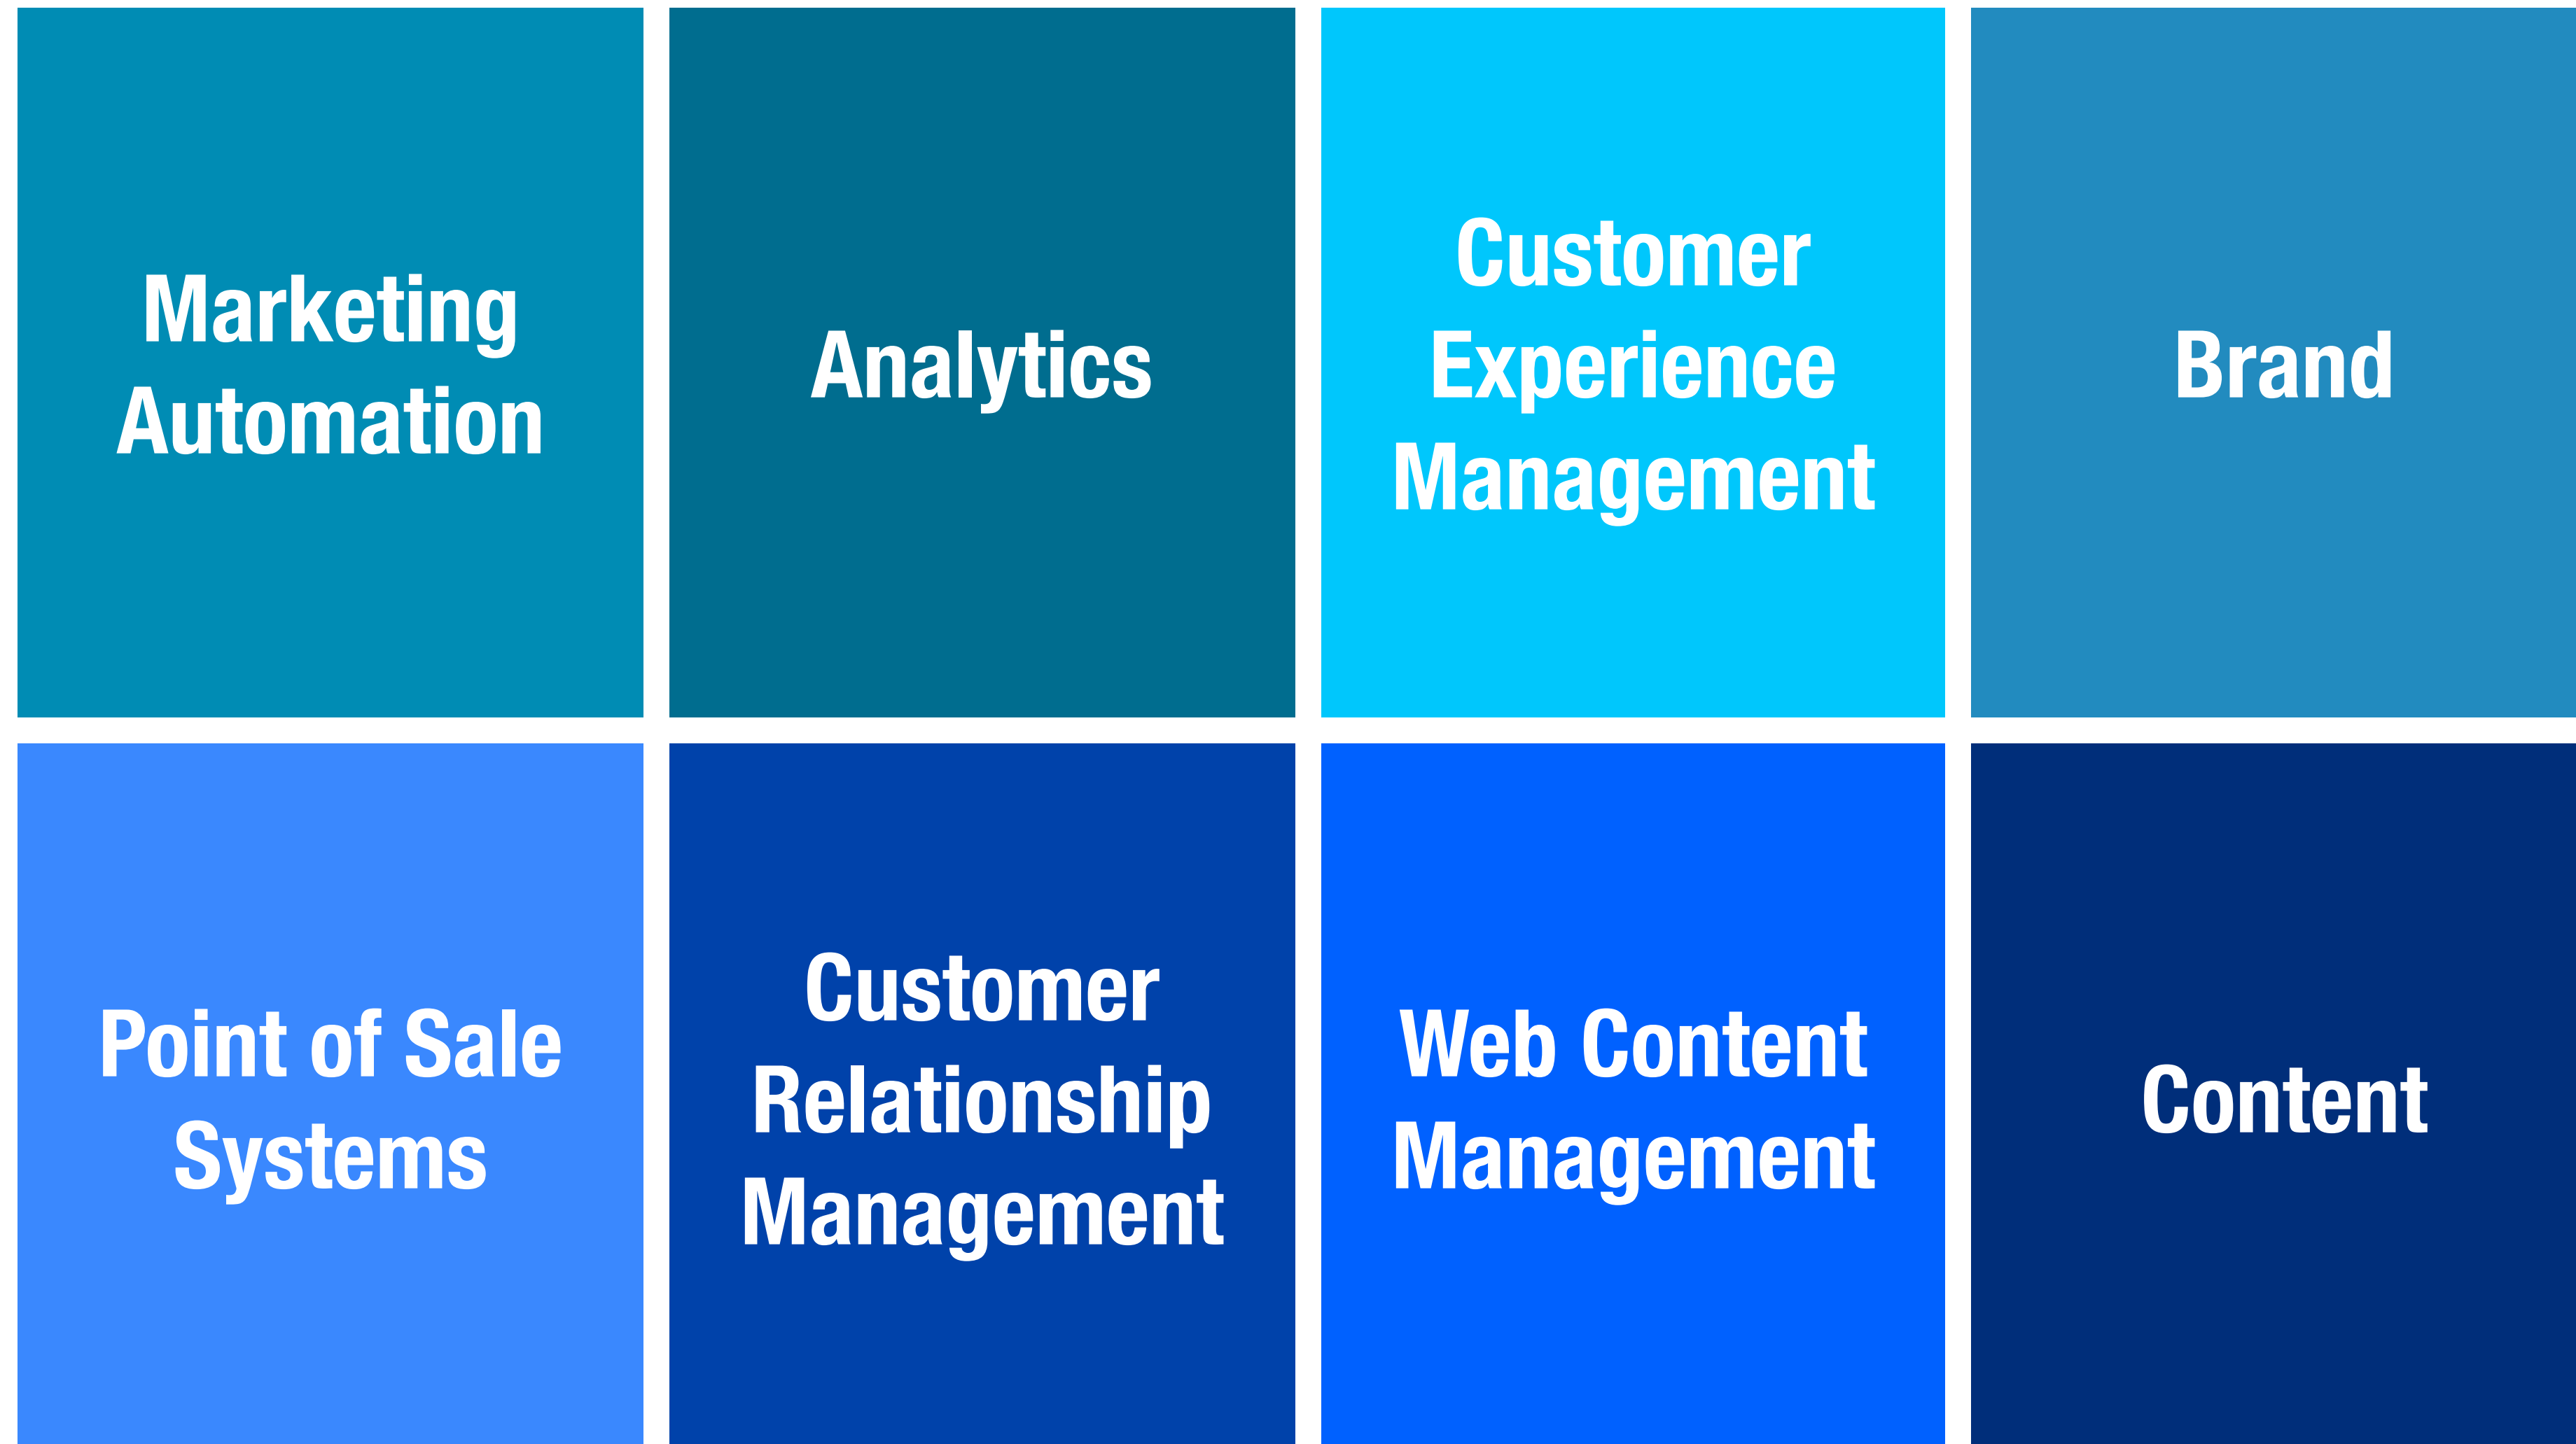 Marketing
Automation
Analytics
Customer
Experience
Management
Brand
Point of Sale
Systems
Customer
Relationship
Management
Web Content
Management
Content